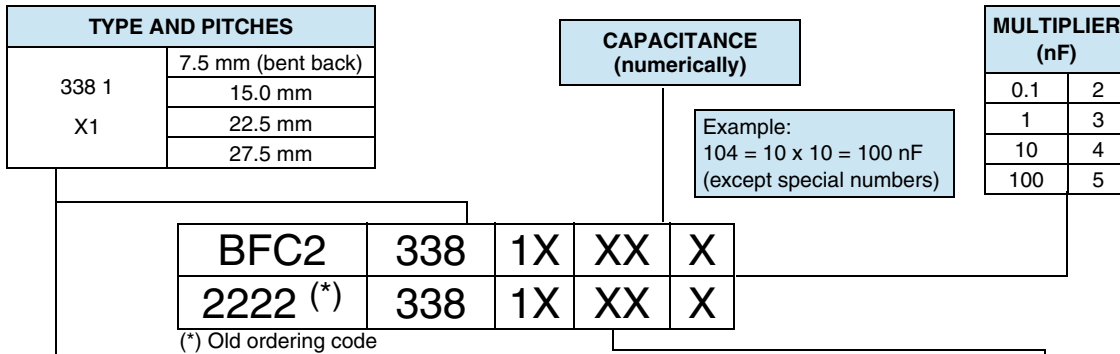 TYPE AND PITCHES
338 1
X1
7.5 mm (bent back)
15.0 mm
22.5 mm
27.5 mm
CAPACITANCE
(numerically)
MULTIPLIER
(nF)
0.1 2
1 3
10 4
100 5
Example:
104 = 10 x 10 = 100 nF
(except special numbers)
BFC2 338 1X XX X
2222 (*) 338 1X XX X
(*) Old ordering code